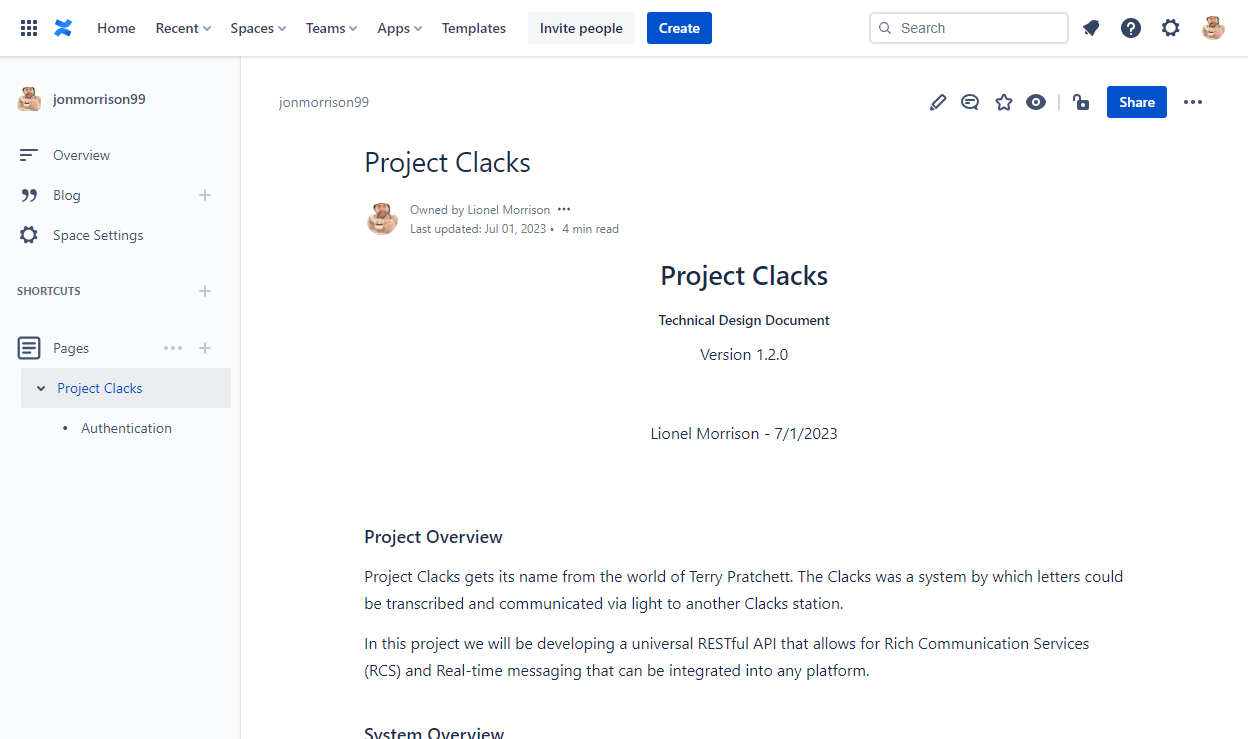 Home Recent Spaces Teams Apps Templates Invite people Create Search
jonmorrison99
Overview
Blog
Space Settings
SHORTCUTS
Pages
Project Clacks
Authentication
jonmorrison99
Share
Project Clacks
Owned by Lionel Morrison
Last updated: Jul 01, 2023 • 4 min read
Project Clacks
Technical Design Document
Version 1.2.0
Lionel Morrison - 7/1/2023
Project Overview
Project Clacks gets its name from the world of Terry Pratchett. The Clacks was a system by which letters could
be transcribed and communicated via light to another Clacks station.
In this project we will be developing a universal RESTful API that allows for Rich Communication Services
(RCS) and Real-time messaging that can be integrated into any platform.
System Overview